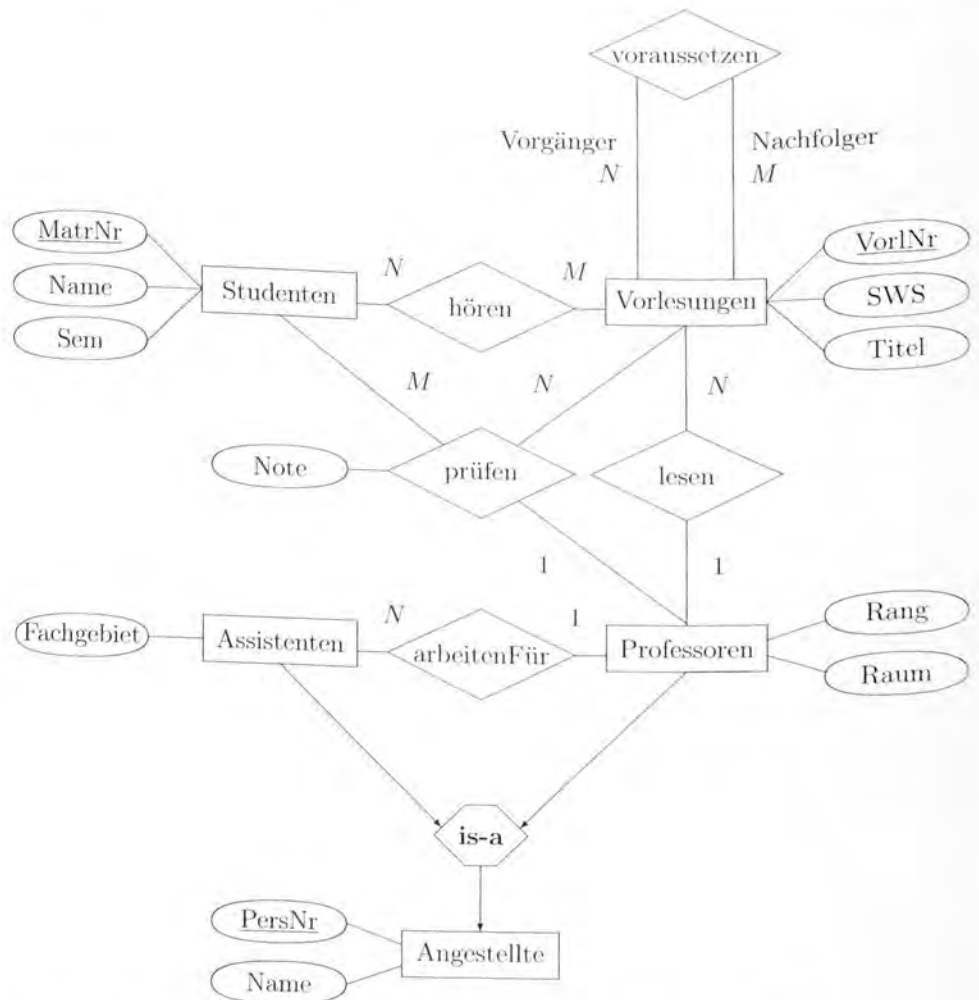 voraussetzen
Vorgänger
N
Nachfolger
M
MatrNr
Name
Sem
Studenten
N
hören
M
Vorlesungen
VorlNr
SWS
Titel
M
N
N
Note
prüfen
lesen
1
1
Fachgebiet
Assistenten
N
arbeitenFür
1
Professoren
Rang
Raum
is-a
PersNr
Name
Angestellte